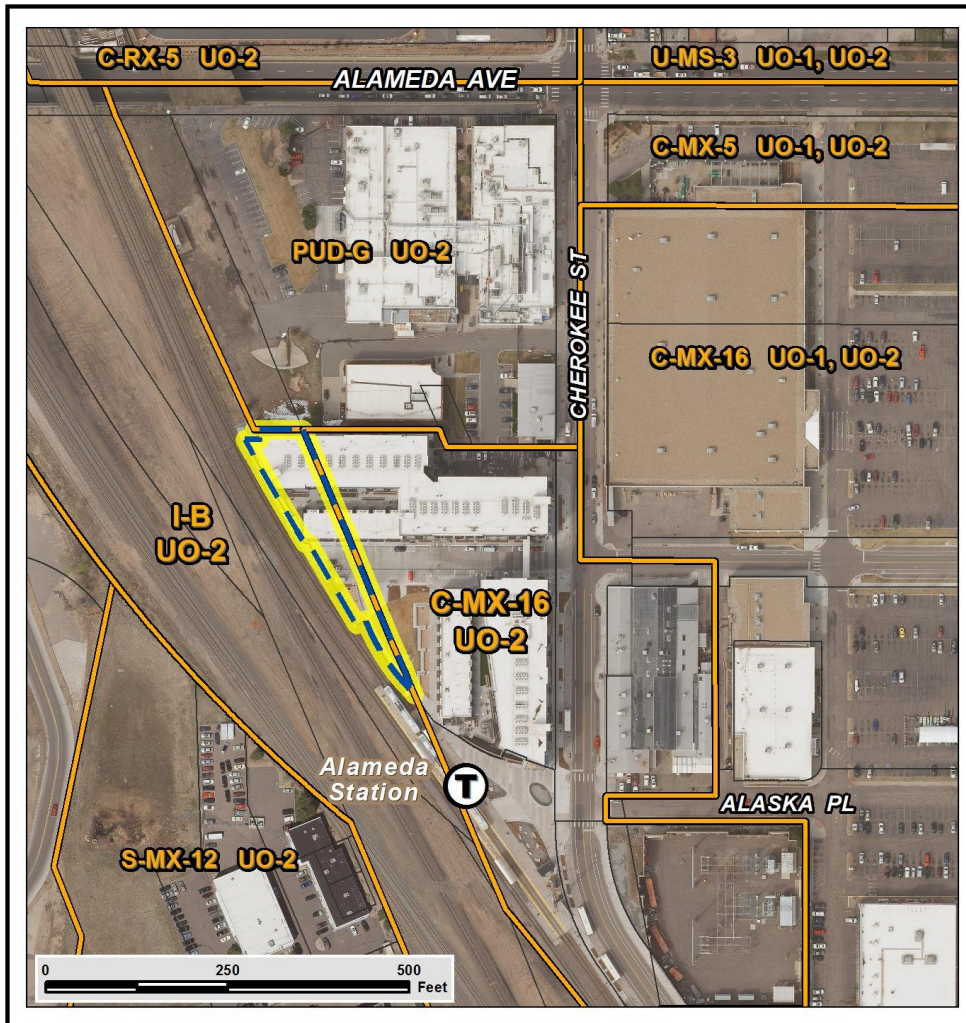 C-RX-5 UO-2
U-MS-3 UO-1, UO-2
ALAMEDA AVE
C-MX-5 UO-1, UO-2
PUD-G UO-2
CHEROKEE ST
C-MX-16 UO-1, UO-2
I-B
UO-2
C-MX-16
UO-2
Alameda
Station
T
ALASKA PL
S-MX-12 UO-2
0 250 500
Feet